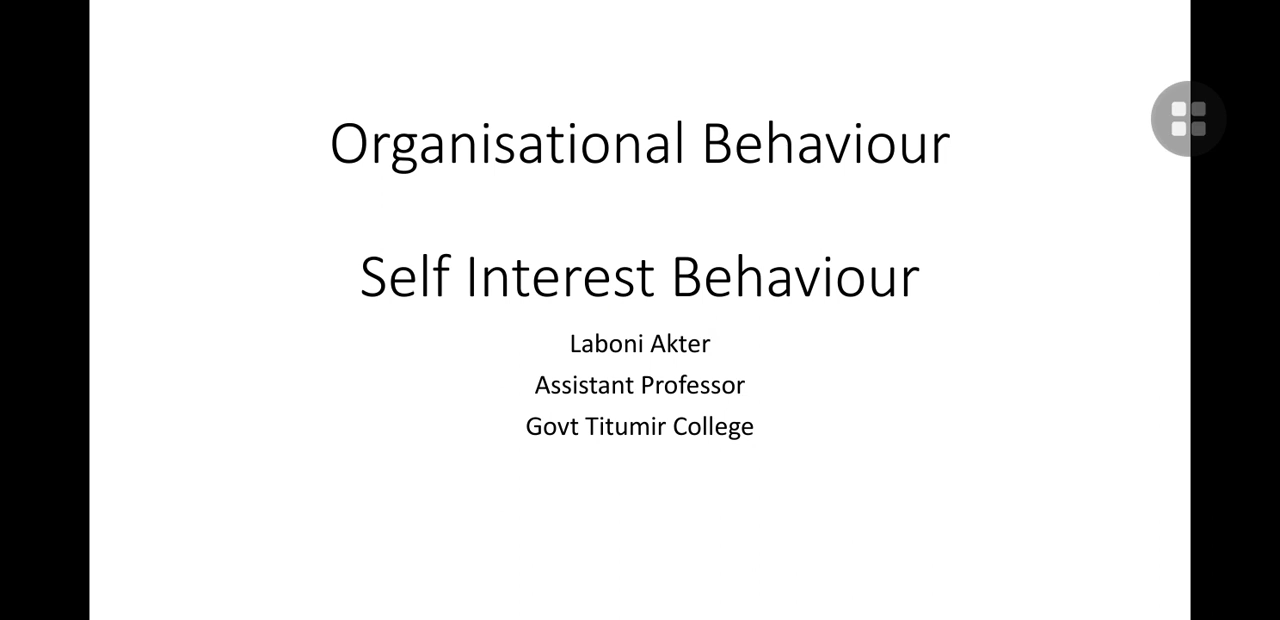 Organisational Behaviour
Self Interest Behaviour
Laboni Akter
Assistant Professor
Govt Titumir College